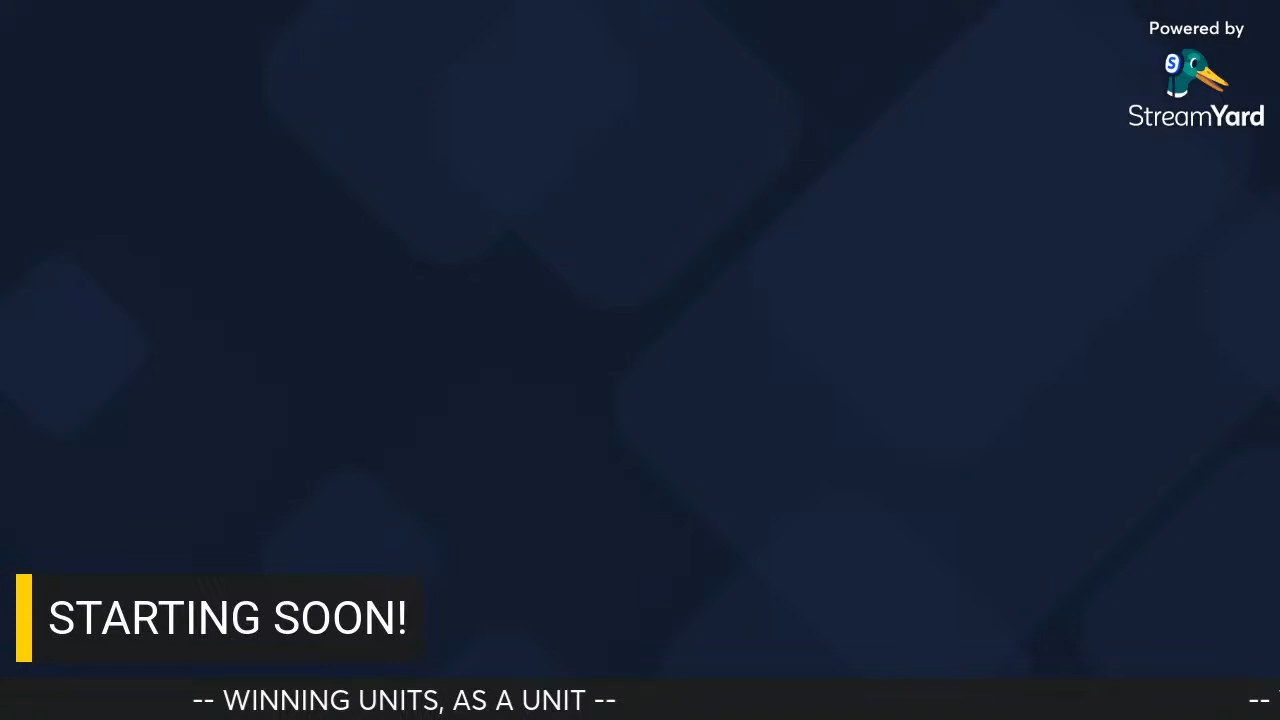 Powered by
S
StreamYard
STARTING SOON!
-- WINNING UNITS, AS A UNIT --
--